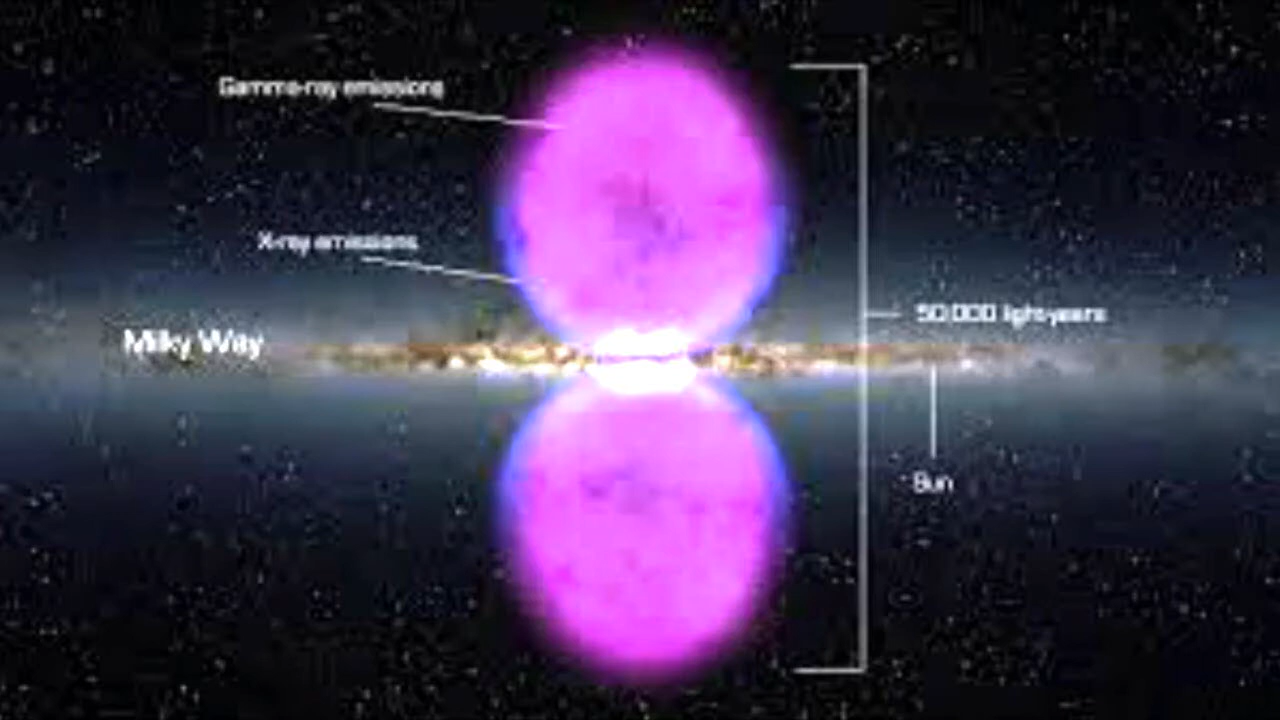 Gamma-ray emissions
X-ray emissions
50,000 light-years
Milky Way
Sun